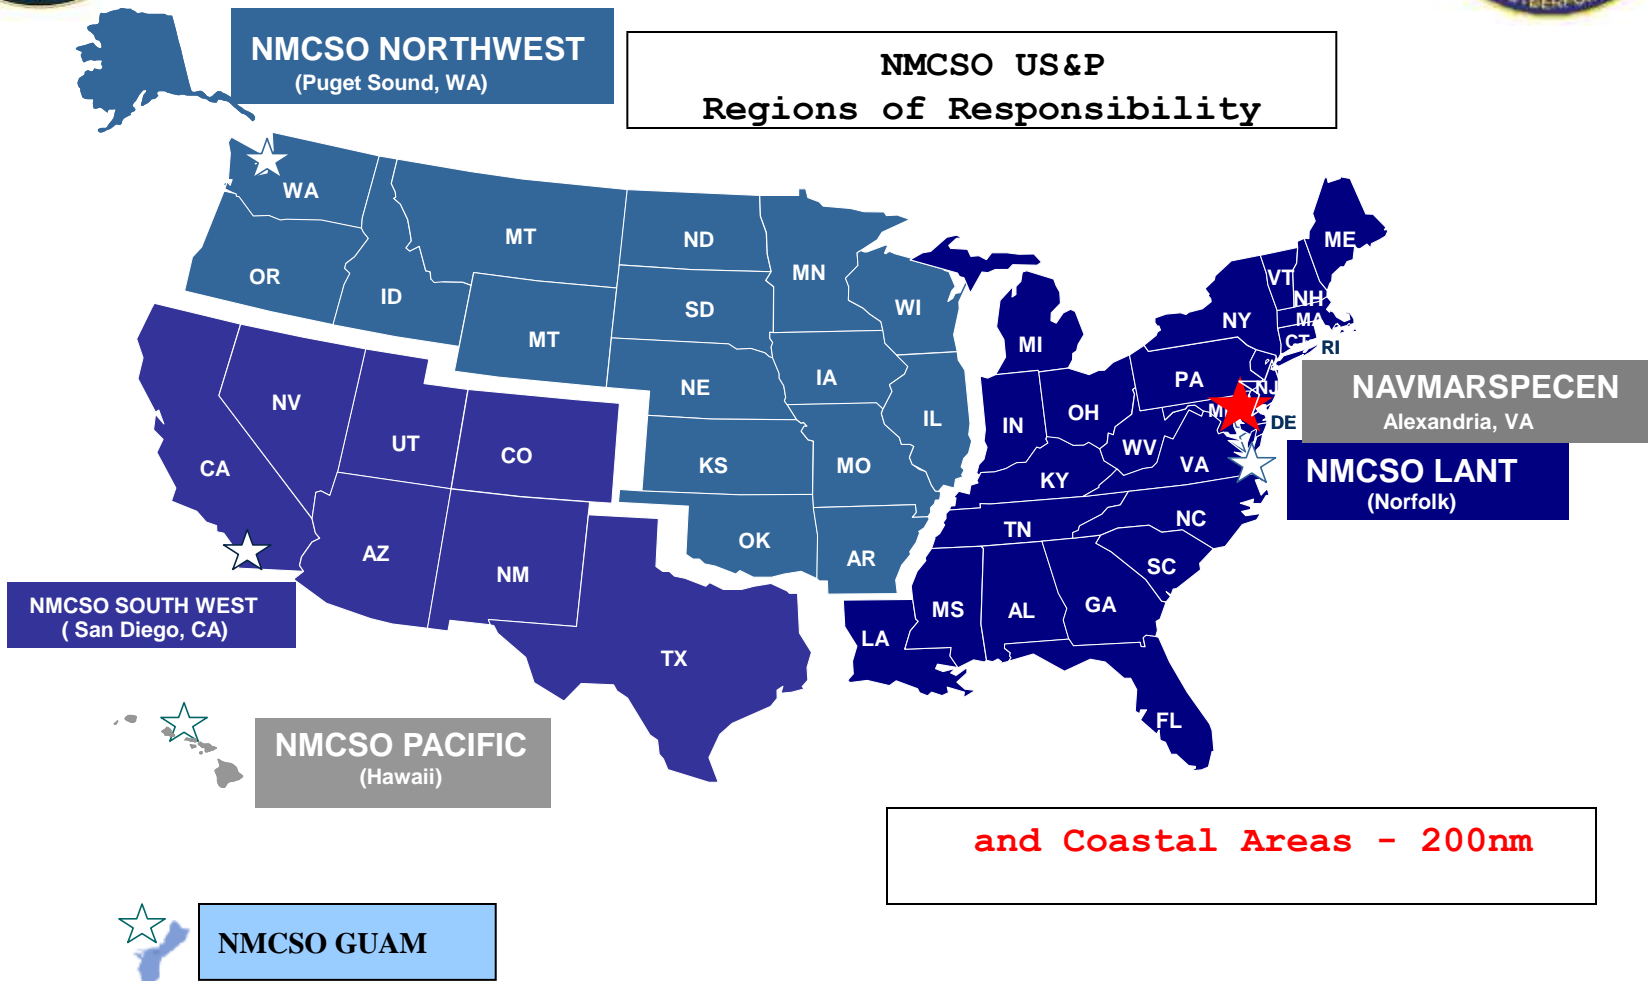 NMCSO NORTHWEST
(Puget Sound, WA)
NMCSO US&P
Regions of Responsibility
WA
OR
ID
MT
MT
ND
SD
NE
KS
OK
MN
IA
MO
AR
WI
IL
CA
NV
UT
CO
AZ
NM
TX
MI
IN
OH
KY
TN
MS
AL
GA
LA
FL
SC
NC
VA
WV
PA
NY
VT
NH
ME
MA
CT
RI
NJ
DE
NAVMARSPECEN
Alexandria, VA
NMCSO LANT
(Norfolk)
NMCSO SOUTH WEST
( San Diego, CA)
NMCSO PACIFIC
(Hawaii)
and Coastal Areas - 200nm
NMCSO GUAM